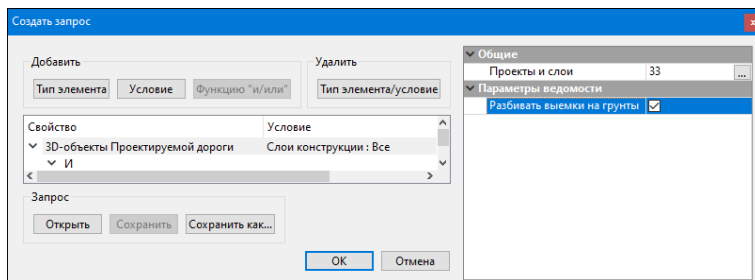 Создать запрос
Добавить
Тип элемента
Условие
Функцию "и/или"
Удалить
Тип элемента/условие
Свойство
Условие
3D-объекты Проектируемой дороги
Слои конструкции : Все
И
Запрос
Открыть
Сохранить
Сохранить как...
ОК
Отмена
Общие
Проекты и слои
33
...
Параметры ведомости
Разбивать выемки на грунты